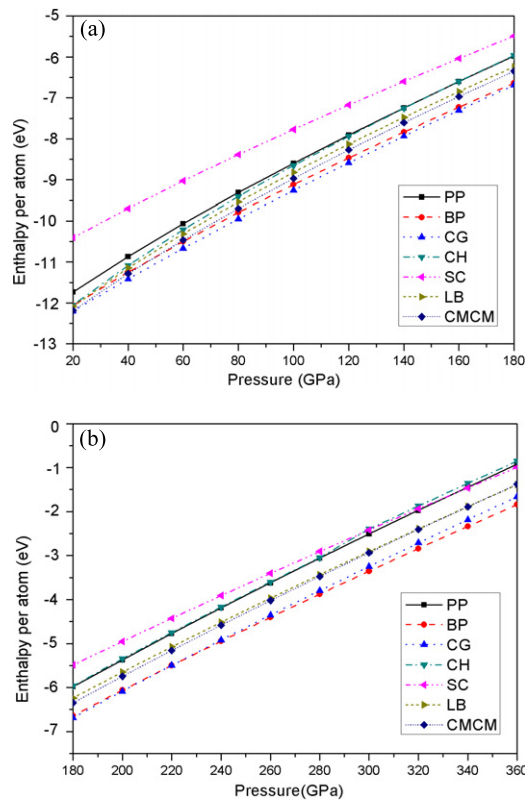 (a)
-5
-6
-7
-8
-9
-10
-11
-12
-13
Enthalpy per atom (eV)
PP
BP
CG
CH
SC
LB
CMCM
20 40 60 80 100 120 140 160 180
Pressure (GPa)
(b)
0
-1
-2
-3
-4
-5
-6
-7
Enthalpy per atom (eV)
PP
BP
CG
CH
SC
LB
CMCM
180 200 220 240 260 280 300 320 340 360
Pressure(GPa)